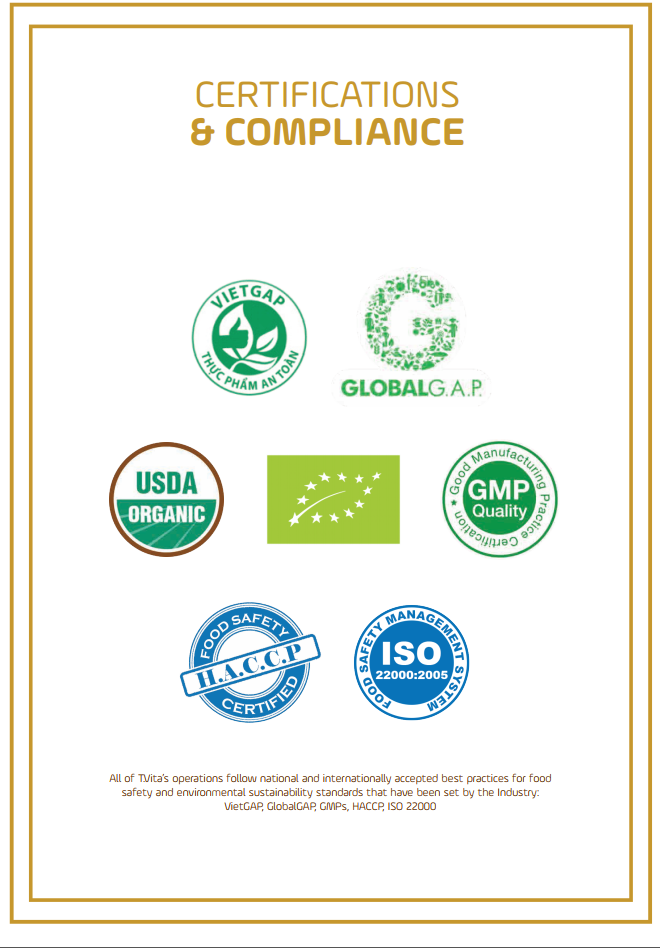 CERTIFICATIONS
& COMPLIANCE
VIETGAP
THỰC PHẨM AN TOÀN
GLOBALG.A.P.
USDA
ORGANIC
Good Manufacturing Practice Certification
GMP
Quality
FOOD SAFETY
H.A.C.C.P
CERTIFIED
FOOD SAFETY MANAGEMENT SYSTEM
ISO
22000:2005
All of TVita's operations follow national and internationally accepted best practices for food
safety and environmental sustainability standards that have been set by the Industry:
VietGAP, GlobalGAP, GMPs, HACCP, ISO 22000